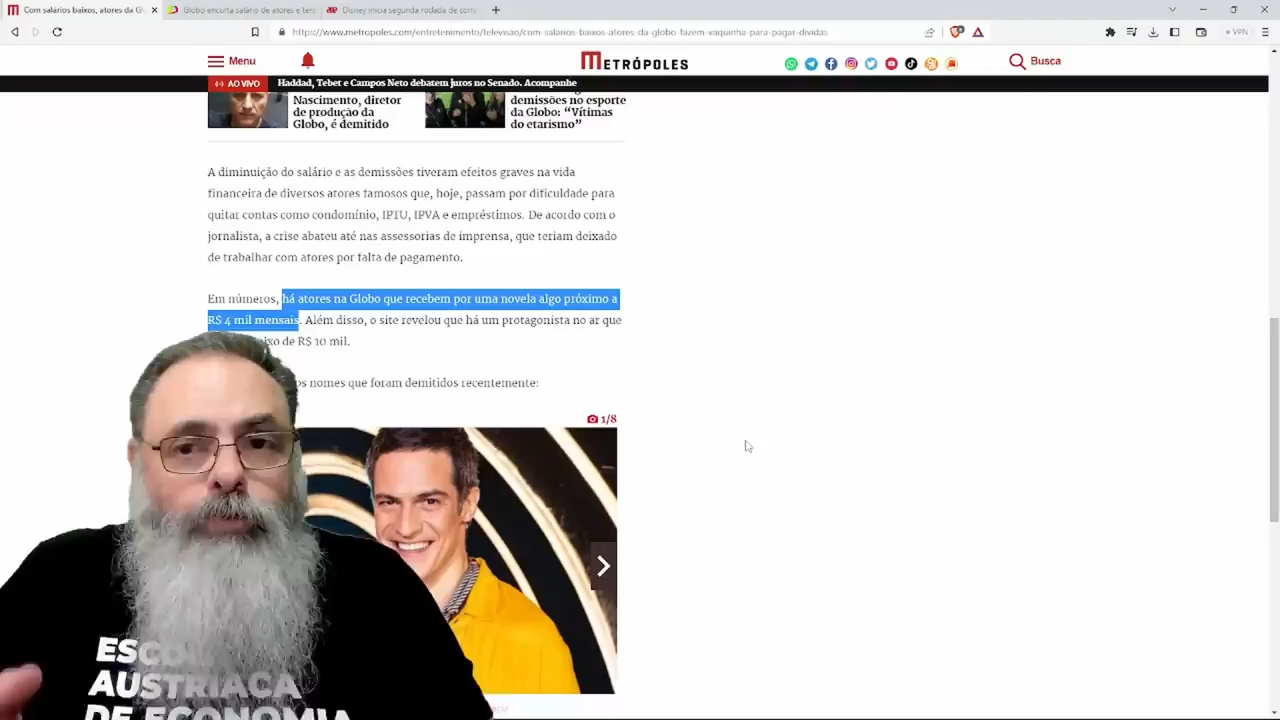 Com salários baixos, atores da Gl
Globo encurta salário de atores e ten
Disney inicia segunda rodada de cort
https://www.metropoles.com/entretenimento/televisao/com-salarios-baixos-atores-da-globo-fazem-vaquinha-para-pagar-dividas
VPN
Menu
METRÓPOLES
Busca
AO VIVO
Haddad, Tebet e Campos Neto debatem juros no Senado. Acompanhe
Nascimento, diretor
de produção da
Globo, é demitido
demissões no esporte
da Globo: “Vítimas
do etarismo”
A diminuição do salário e as demissões tiveram efeitos graves na vida
financeira de diversos atores famosos que, hoje, passam por dificuldade para
quitar contas como condomínio, IPTU, IPVA e empréstimos. De acordo com o
jornalista, a crise abateu até nas assessorias de imprensa, que teriam deixado
de trabalhar com atores por falta de pagamento.
Em números, há atores na Globo que recebem por uma novela algo próximo a
R$ 4 mil mensais. Além disso, o site revelou que há um protagonista no ar que
ixo de R$ 10 mil.
os nomes que foram demitidos recentemente:
1/8
ESCO
AUSTRÍACA
DE ECONOMIA